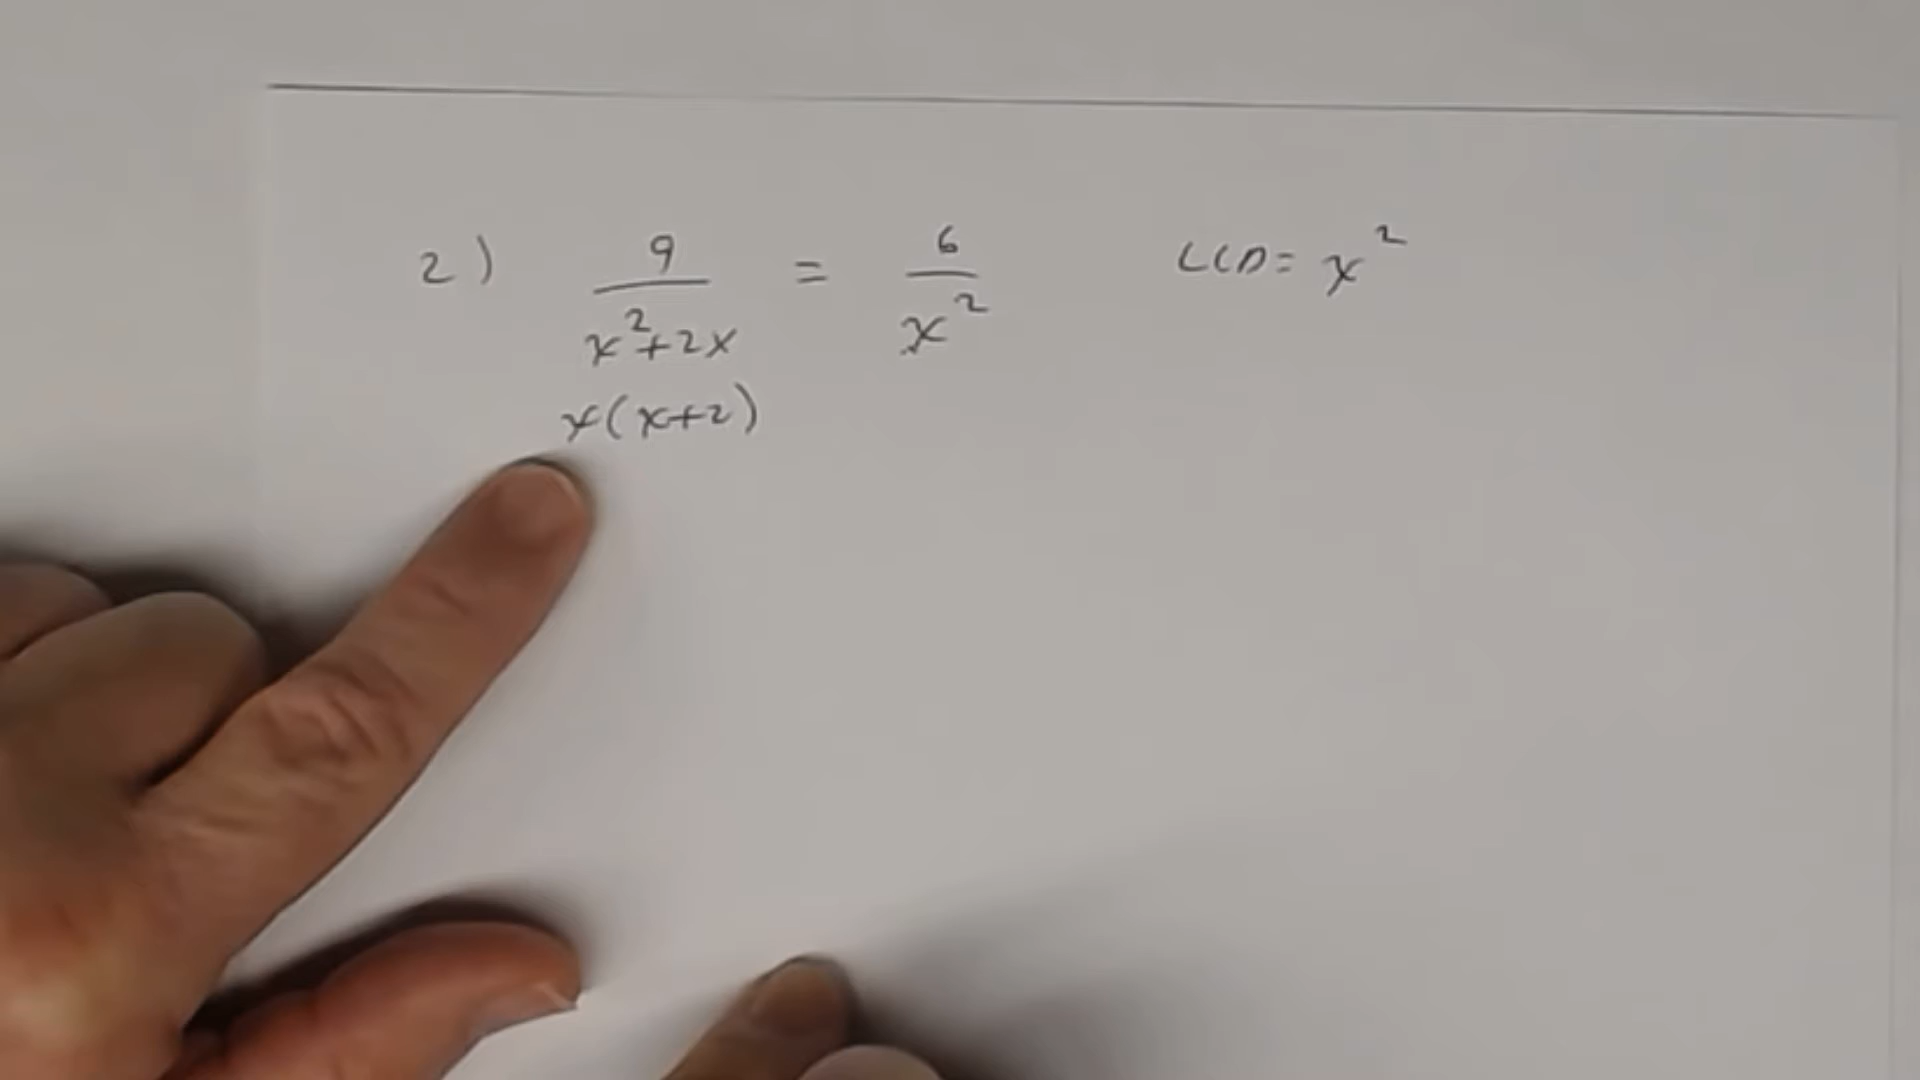 2) 9/(x²+2x) = 6/x² LCD= x²
x(x+2)